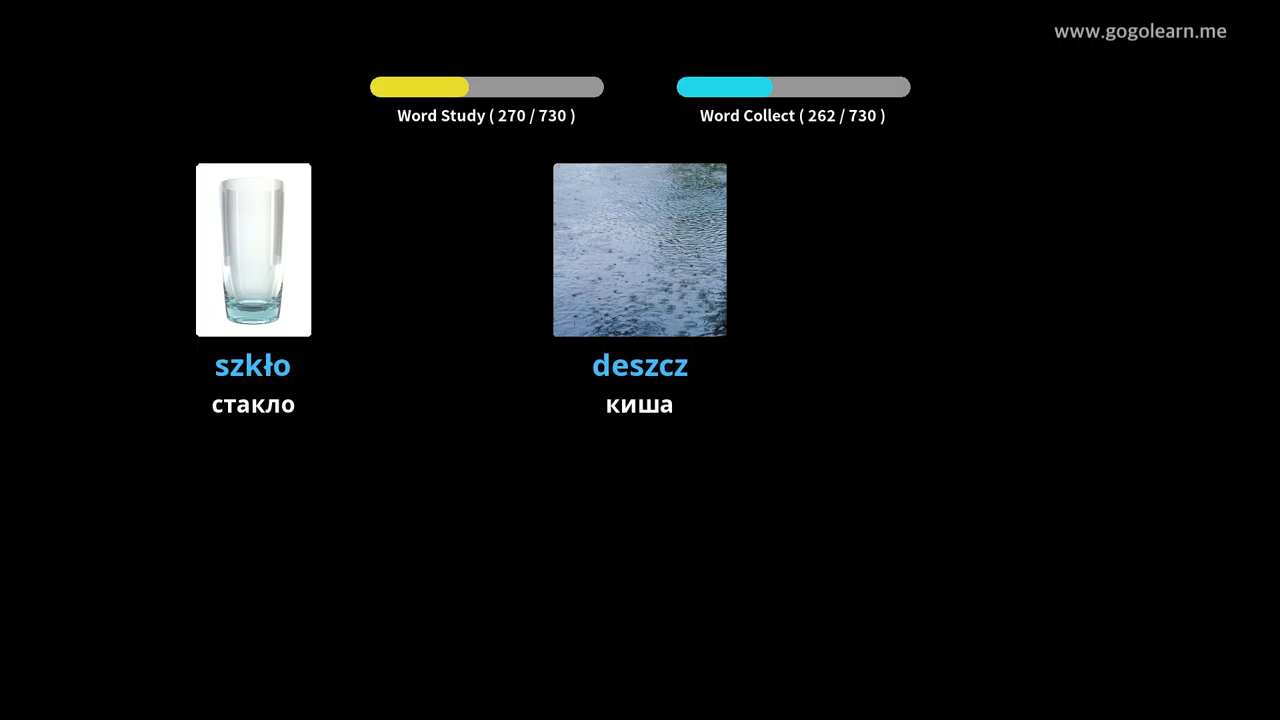 www.gogolearn.me
Word Study ( 270 / 730 )
Word Collect ( 262 / 730 )
szkło
стакло
deszcz
киша